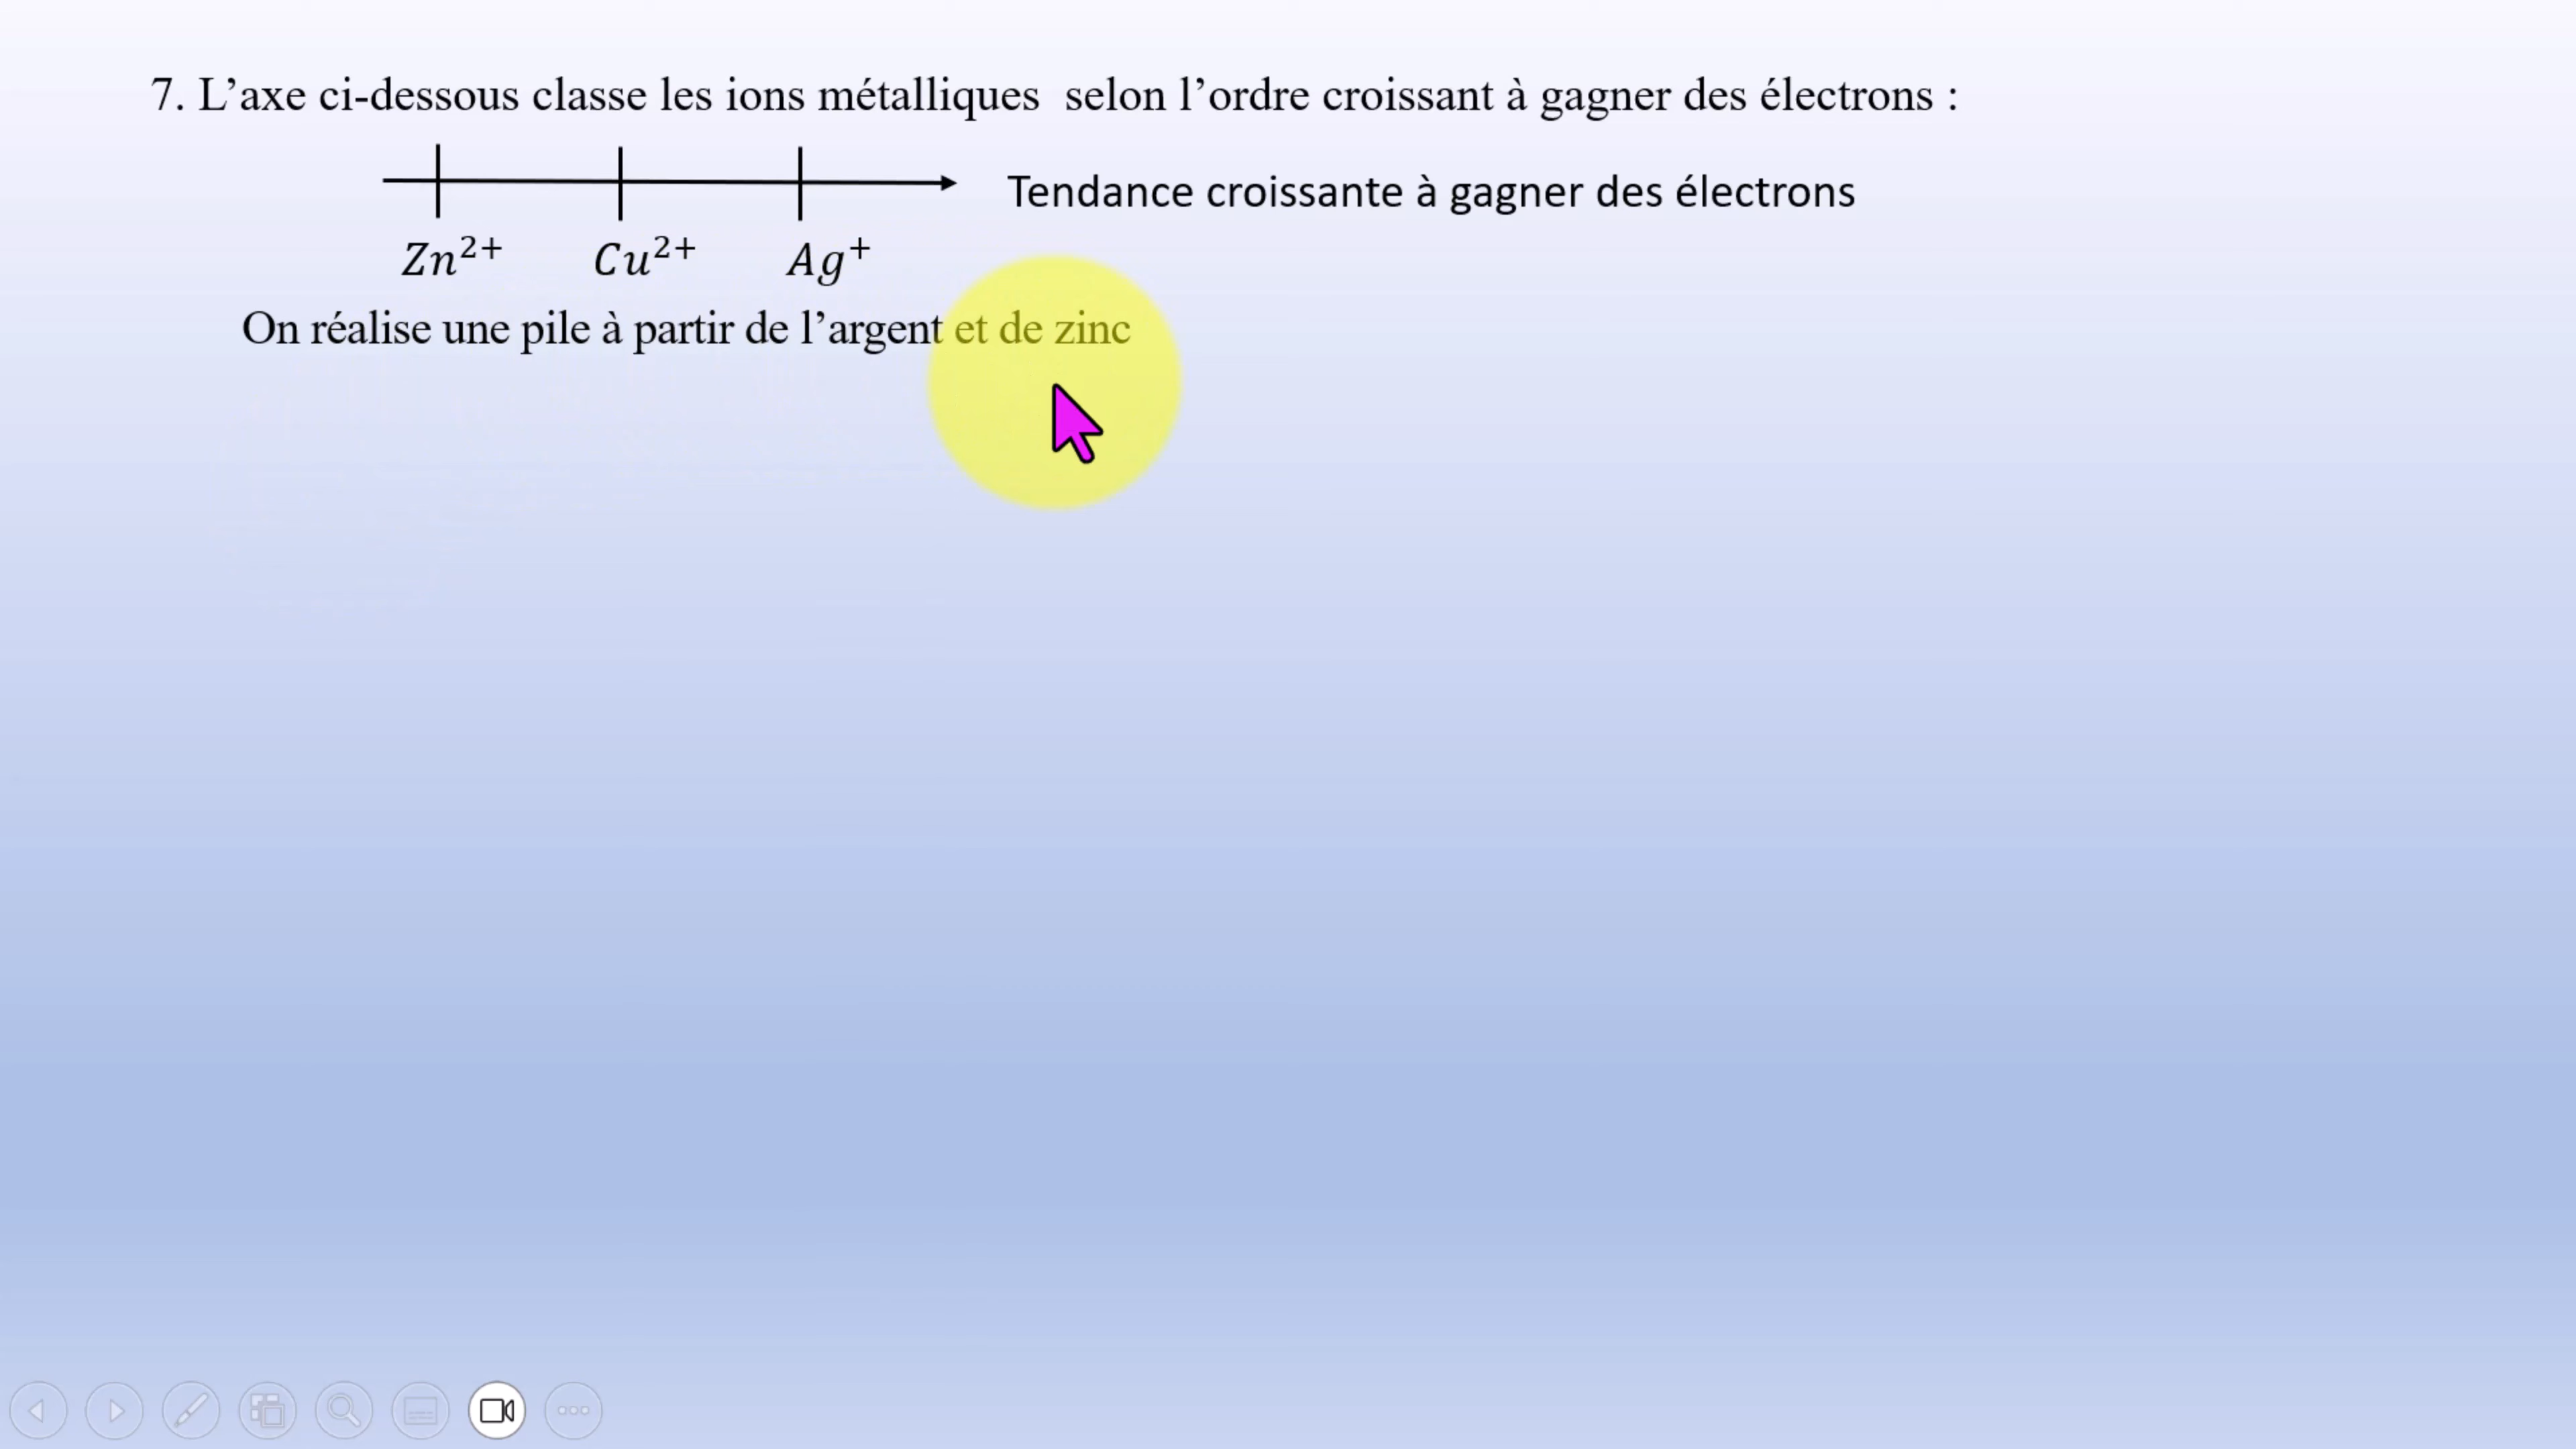 7. L’axe ci-dessous classe les ions métalliques selon l’ordre croissant à gagner des électrons :
Tendance croissante à gagner des électrons
Zn²⁺ Cu²⁺ Ag⁺
On réalise une pile à partir de l’argent et de zinc